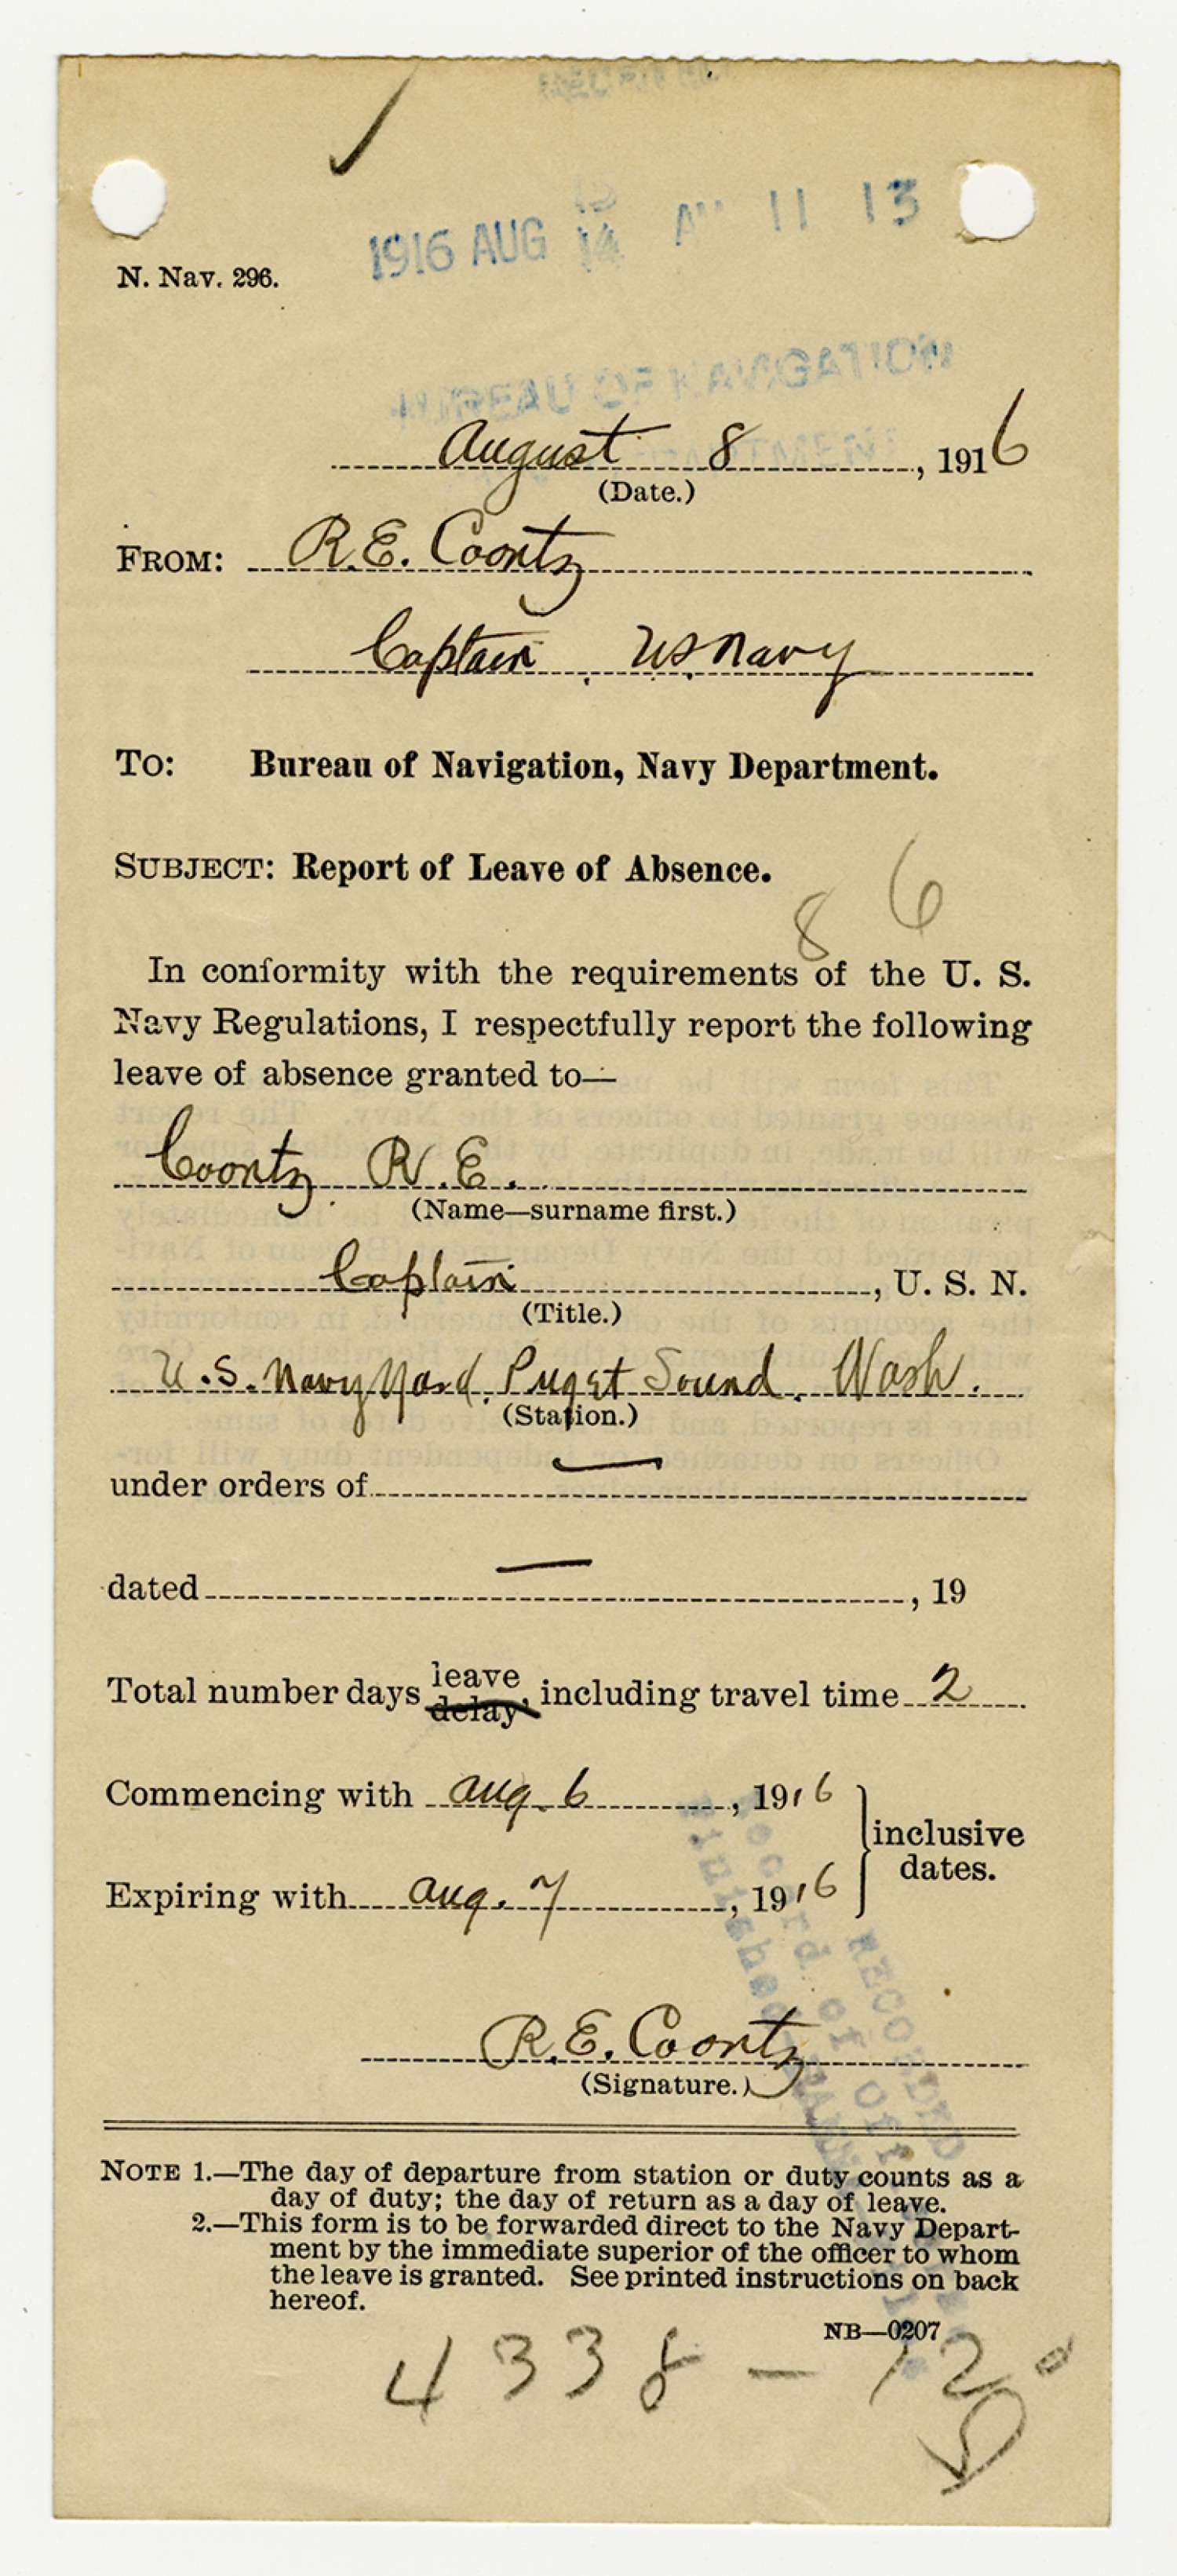 1916 AUG 14 AM 11 13
N. Nav. 296.
BUREAU OF NAVIGATION
DEPARTMENT
August 8, 1916
(Date.)
FROM: R.E. Coontz
Captain U.S. Navy
To: Bureau of Navigation, Navy Department.
SUBJECT: Report of Leave of Absence.
8 6
In conformity with the requirements of the U. S.
Navy Regulations, I respectfully report the following
leave of absence granted to—
Coontz R.E.
(Name—surname first.)
Captain, U. S. N.
(Title.)
U.S. Navy Yard, Puget Sound, Wash.
(Station.)
under orders of —
dated —, 19
Total number days leave delay, including travel time 2
Commencing with Aug. 6, 1916
inclusive
dates.
Expiring with Aug. 7, 1916
RECORDED
Record of
Finished
R.E. Coontz
(Signature.)
NOTE 1.—The day of departure from station or duty counts as a
day of duty; the day of return as a day of leave.
2.—This form is to be forwarded direct to the Navy Depart-
ment by the immediate superior of the officer to whom
the leave is granted. See printed instructions on back
hereof.
NB—0207
4338 – 120